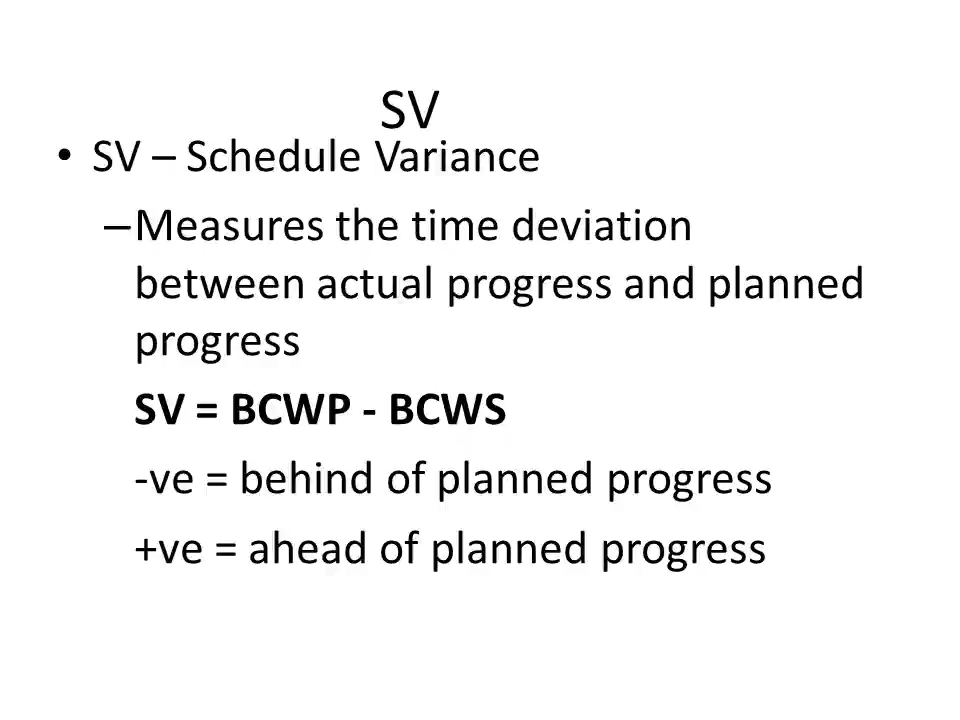 SV
• SV – Schedule Variance
–Measures the time deviation
between actual progress and planned
progress
SV = BCWP - BCWS
-ve = behind of planned progress
+ve = ahead of planned progress